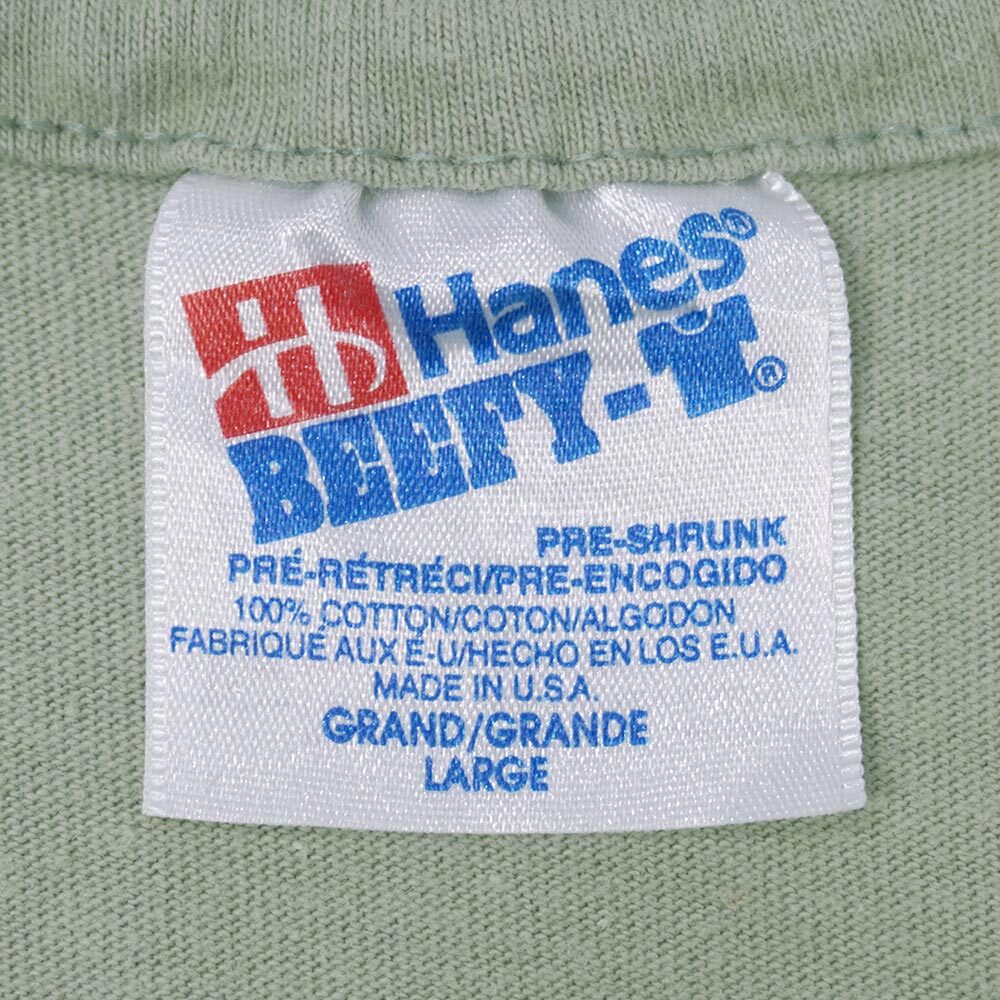 Hanes®
BEEFY-T®
PRE-SHRUNK
PRÉ-RÉTRÉCI/PRE-ENCOGIDO
100% COTTON/COTON/ALGODON
FABRIQUÉ AUX É-U/HECHO EN LOS E.U.A.
MADE IN U.S.A.
GRAND/GRANDE
LARGE